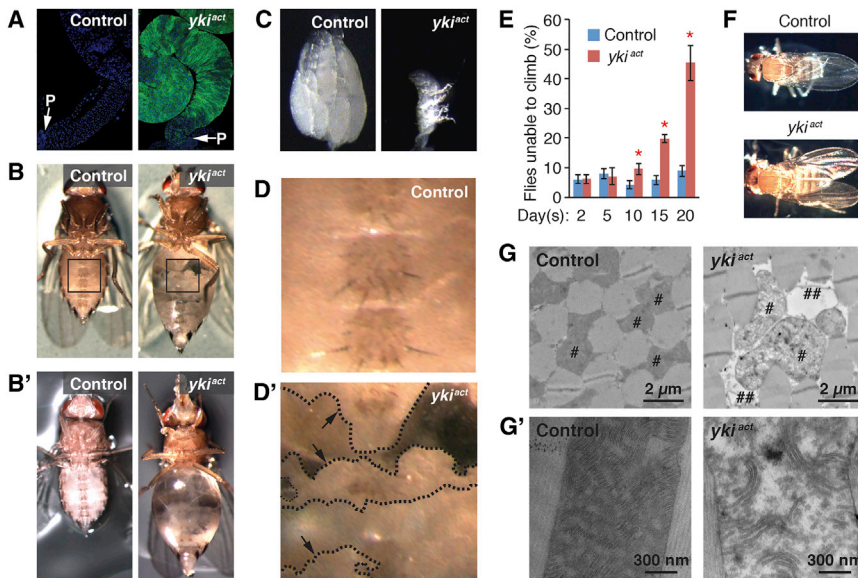 A
Control
yki^act
P
P
B
Control
yki^act
B'
Control
yki^act
C
Control
yki^act
D
Control
D'
yki^act
E
Control
yki^act
Flies unable to climb (%)
60
50
40
30
20
10
0
* * *
Day(s): 2 5 10 15 20
F
Control
yki^act
G
Control
# # # # #
2 µm
yki^act
## # # ##
2 µm
G'
Control
300 nm
yki^act
300 nm